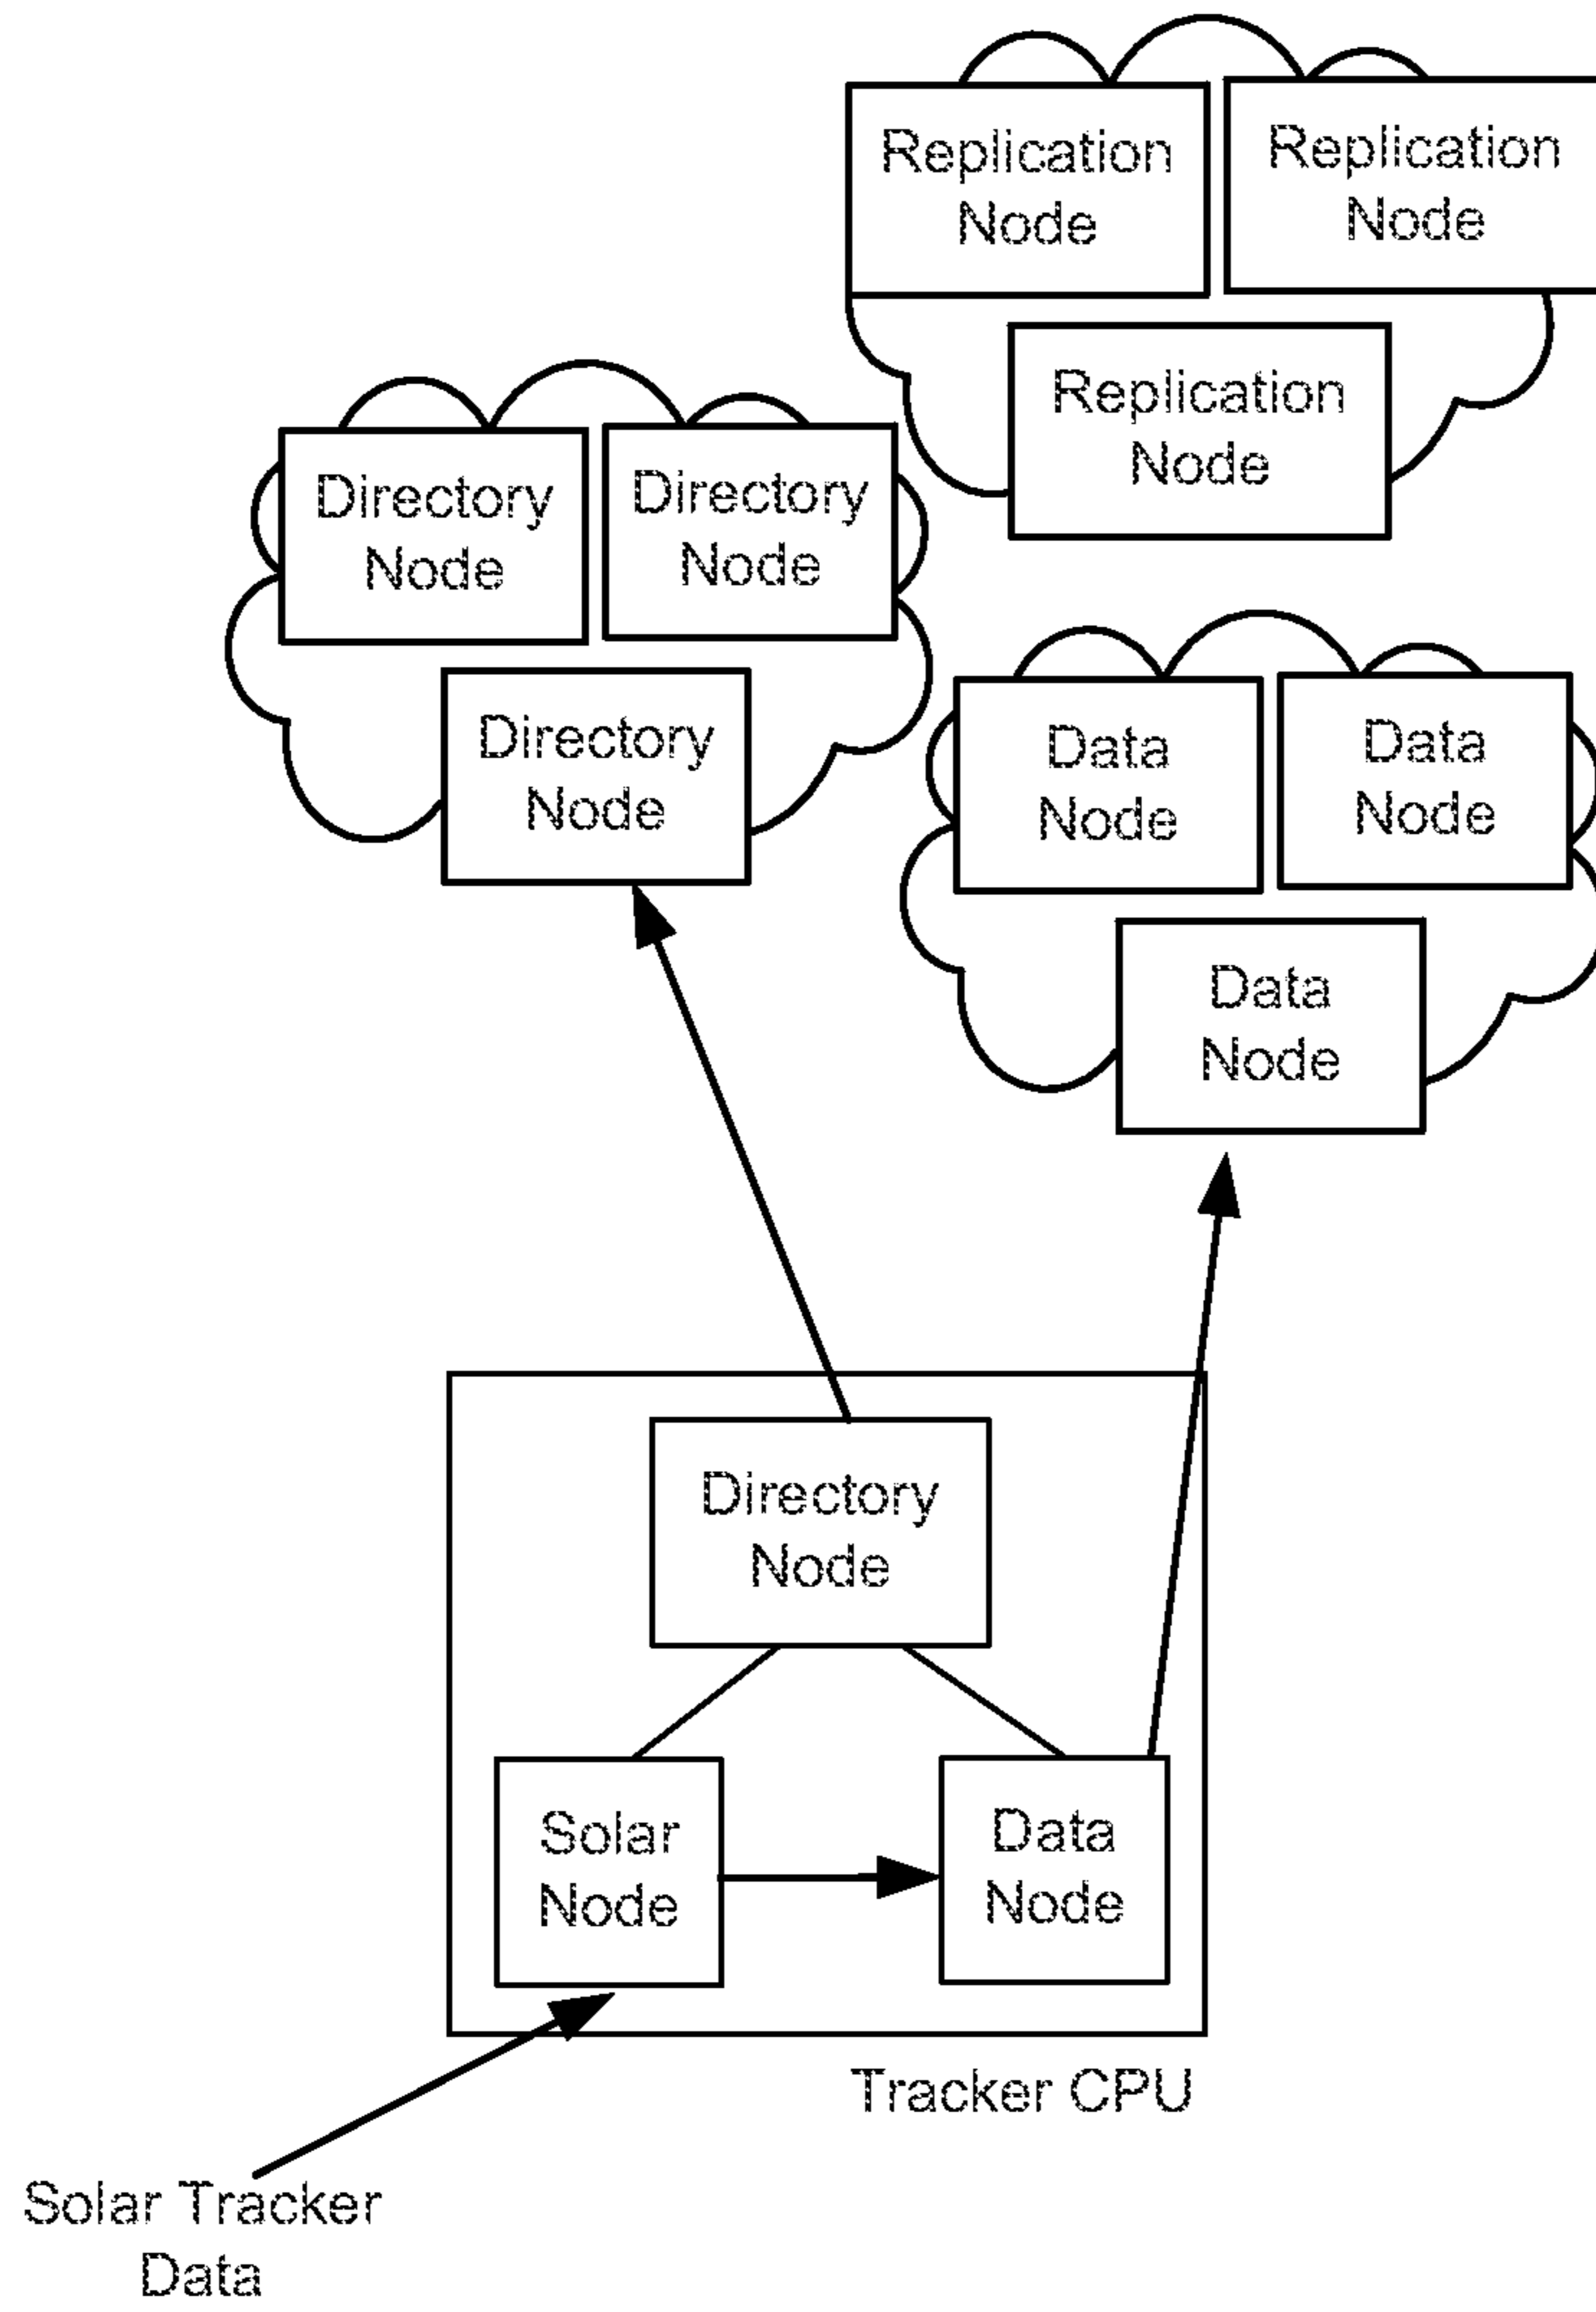 Replication
Node
Replication
Node
Replication
Node
Directory
Node
Directory
Node
Directory
Node
Data
Node
Data
Node
Data
Node
Directory
Node
Solar
Node
Data
Node
Tracker CPU
Solar Tracker
Data